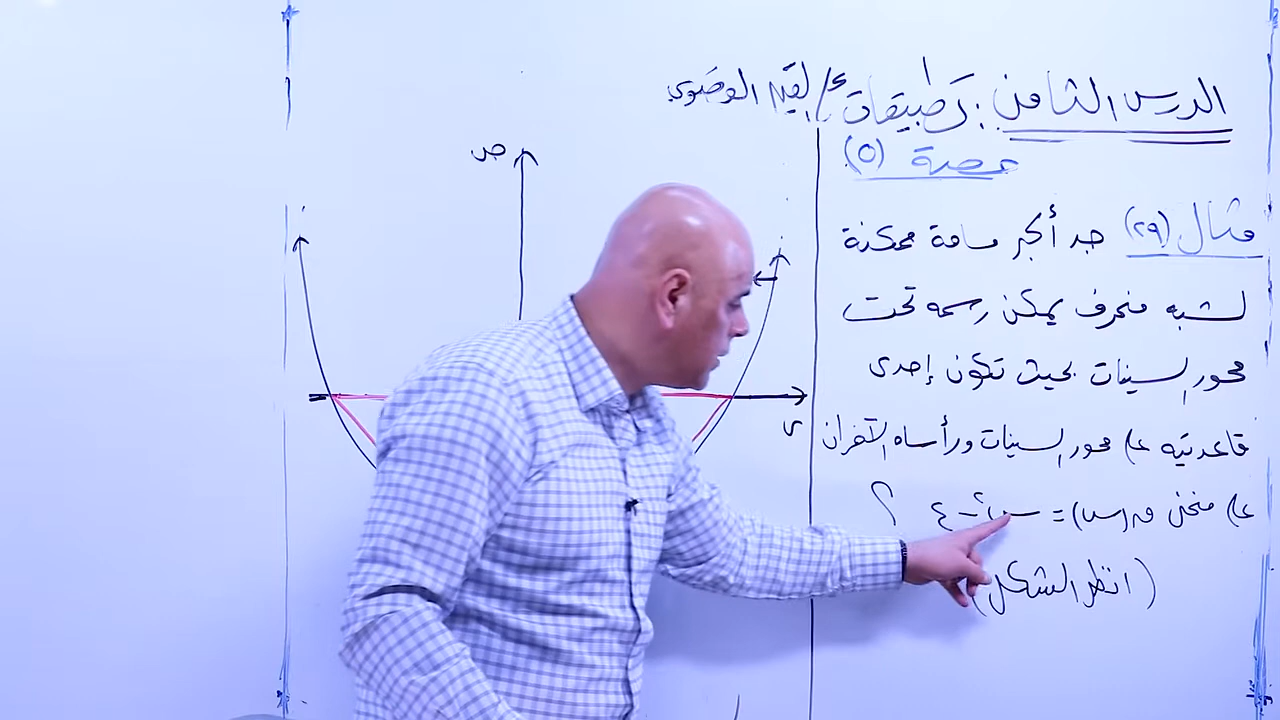 الدرس الثامن: تطبيقات ع/ القيم القصوى
حصة (٥)
مثال (٢٩) جد أكبر مساحة ممكنة
لشبه منحرف يمكن رسمه تحت
محور السينات بحيث تكون إحدى
قاعدتيه على محور السينات ورأساه الآخران
على منحنى ق(س) = س² - ٤ ؟
(انظر الشكل)
ص
س